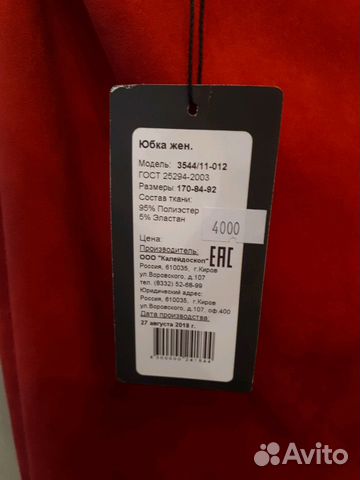 Юбка жен.
Модель: 3544/11-012
ГОСТ 25294-2003
Размеры 170-84-92
Состав ткани:
95% Полиэстер
5% Эластан
4000
Цена:
Производитель:
ООО "Калейдоскоп"
EAC
Россия, 610035, г.Киров
ул.Воровского, д.107
тел. (8332) 52-66-99
Юридический адрес:
Россия, 610035, г.Киров
ул.Воровского, д.107, оф.400
Дата производства:
27 августа 2018 г.
Avito